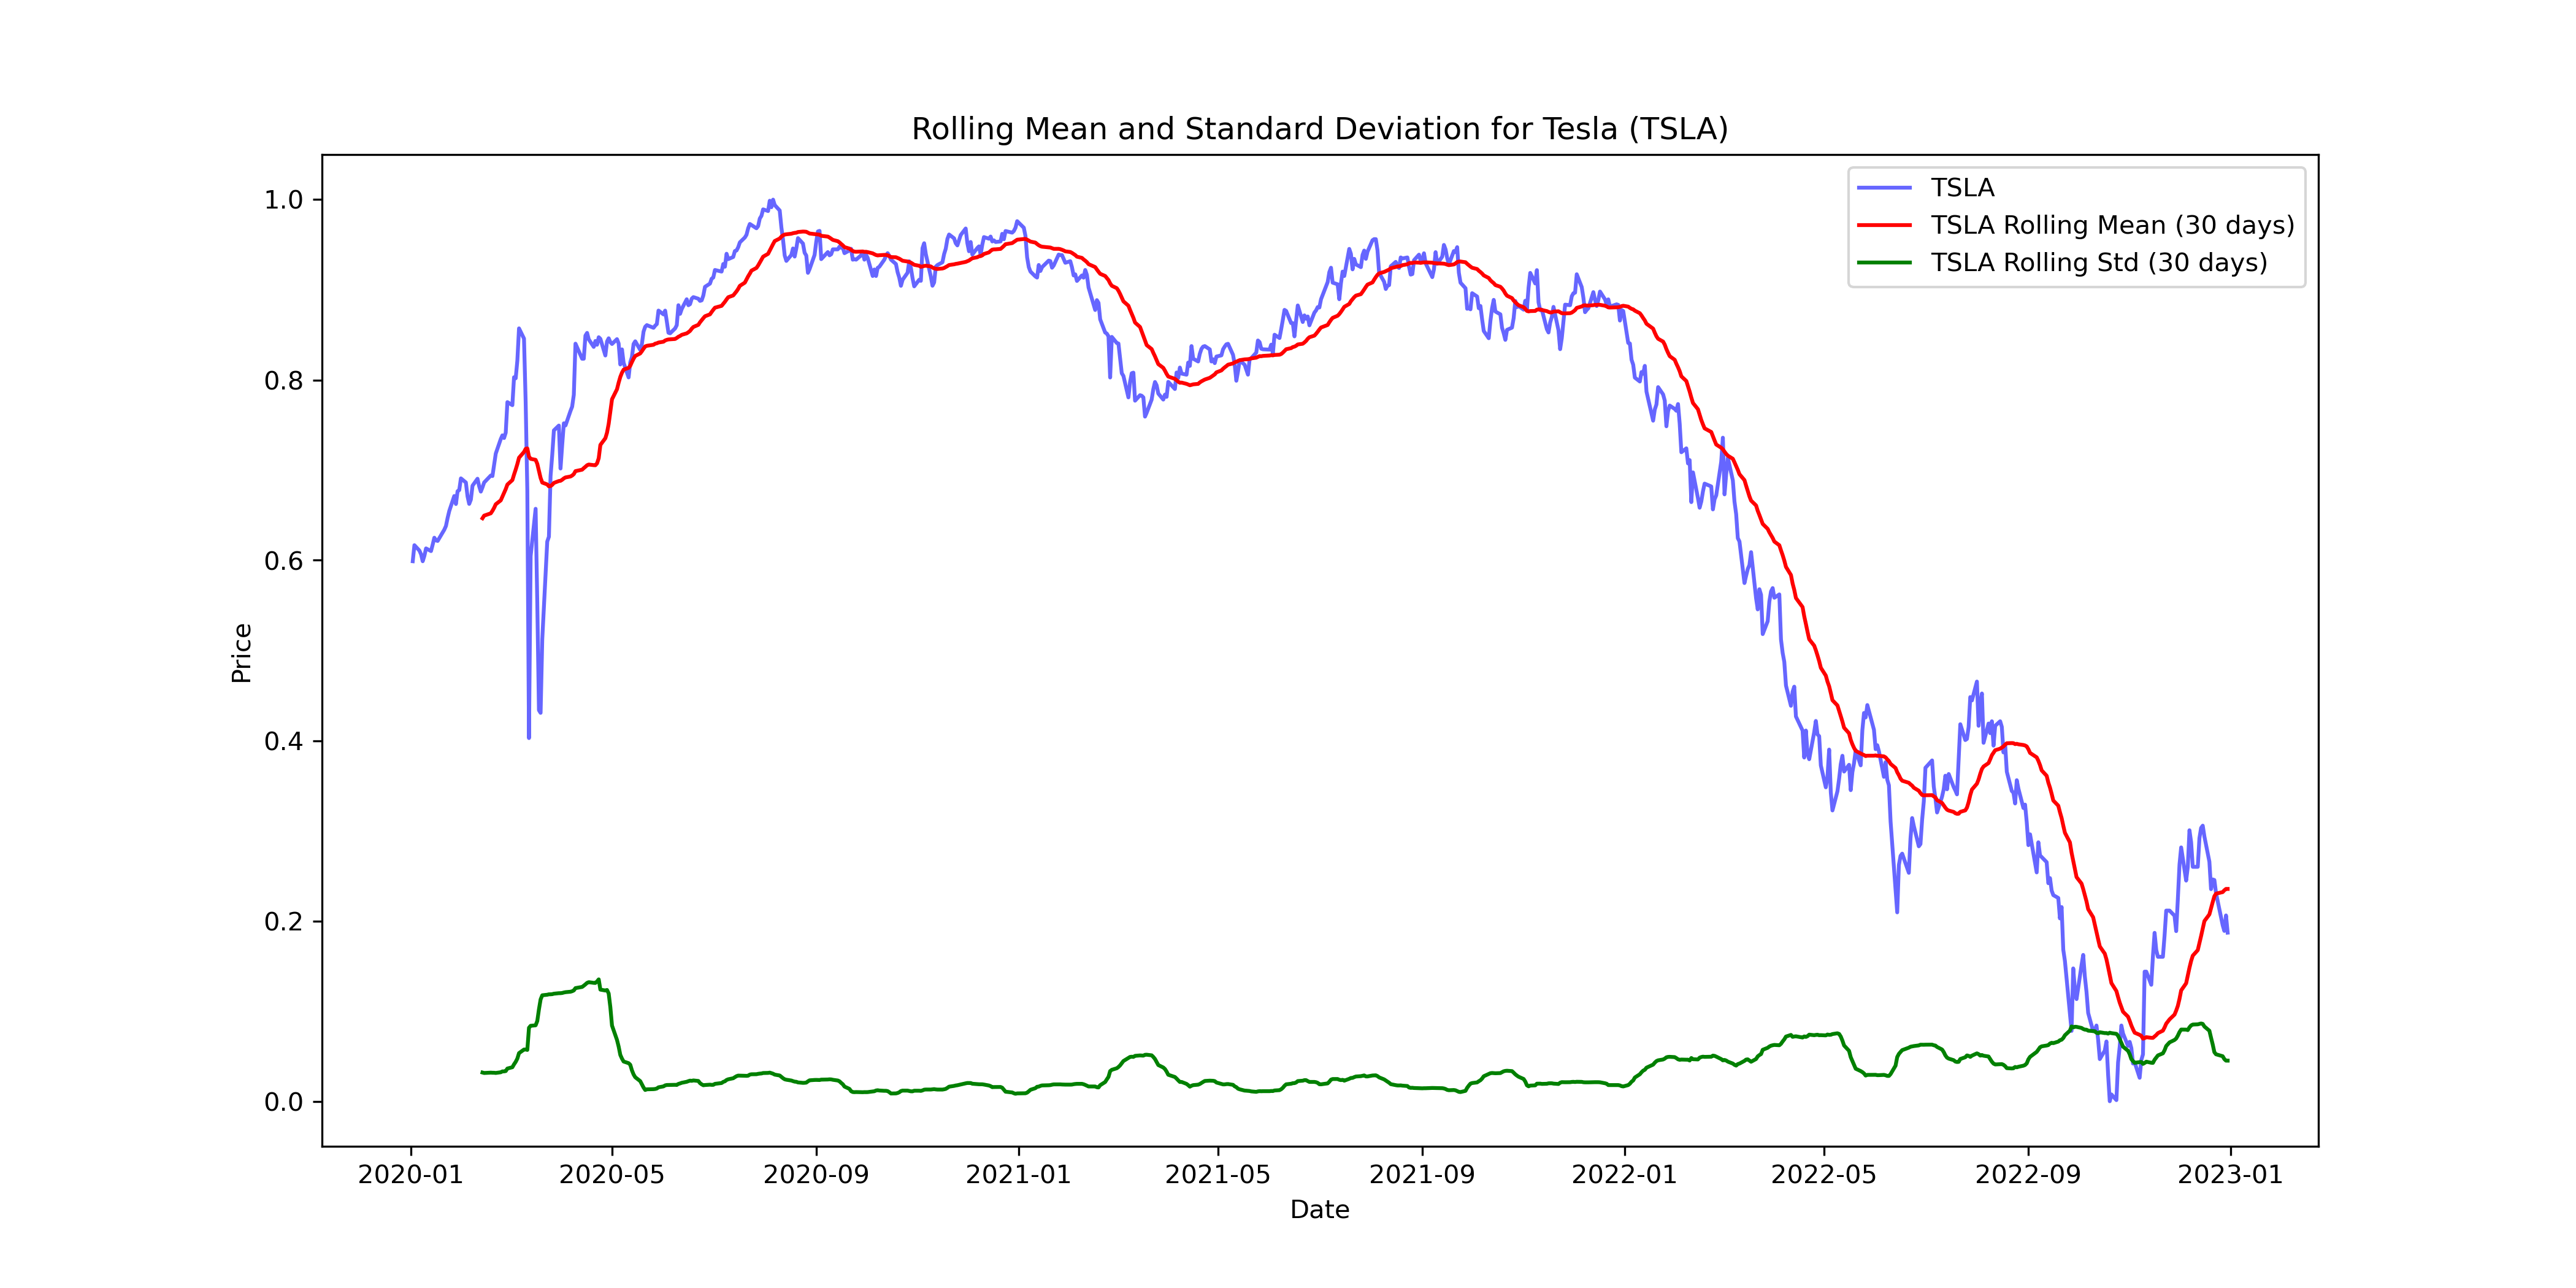 Rolling Mean and Standard Deviation for Tesla (TSLA)
TSLA
TSLA Rolling Mean (30 days)
TSLA Rolling Std (30 days)
1.0
0.8
0.6
0.4
0.2
0.0
Price
2020-01 2020-05 2020-09 2021-01 2021-05 2021-09 2022-01 2022-05 2022-09 2023-01
Date